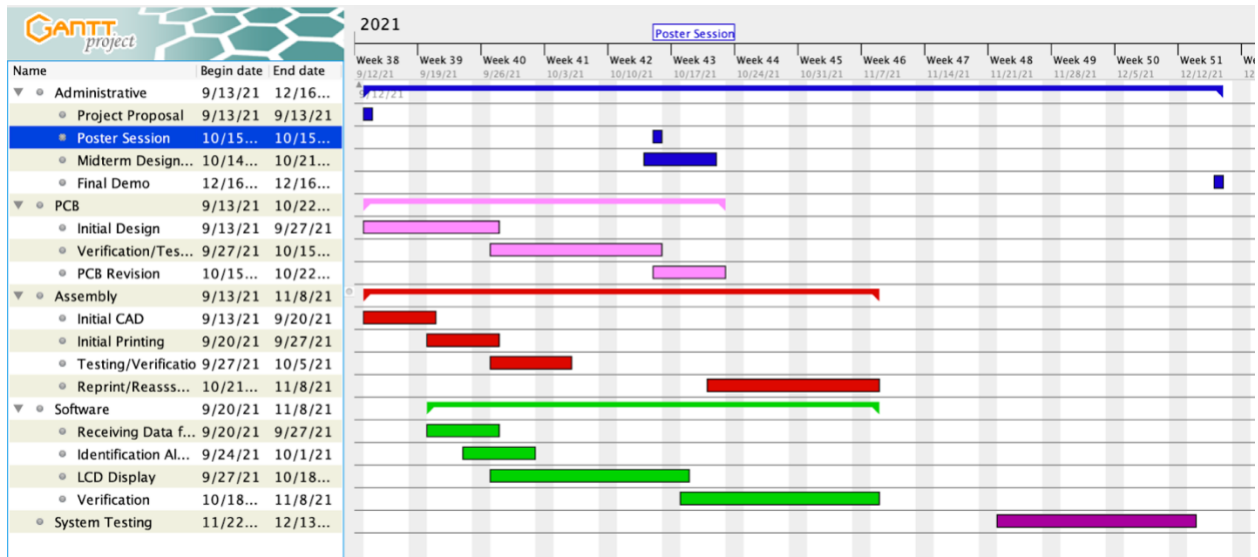 GANTT
project
2021
Poster Session
Week 38 Week 39 Week 40 Week 41 Week 42 Week 43 Week 44 Week 45 Week 46 Week 47 Week 48 Week 49 Week 50 Week 51
9/12/21 9/19/21 9/26/21 10/3/21 10/10/21 10/17/21 10/24/21 10/31/21 11/7/21 11/14/21 11/21/21 11/28/21 12/5/21 12/12/21
9/12/21
Name Begin date End date
Administrative 9/13/21 12/16...
Project Proposal 9/13/21 9/13/21
Poster Session 10/15... 10/15...
Midterm Design... 10/14... 10/21...
Final Demo 12/16... 12/16...
PCB 9/13/21 10/22...
Initial Design 9/13/21 9/27/21
Verification/Tes... 9/27/21 10/15...
PCB Revision 10/15... 10/22...
Assembly 9/13/21 11/8/21
Initial CAD 9/13/21 9/20/21
Initial Printing 9/20/21 9/27/21
Testing/Verificatio 9/27/21 10/5/21
Reprint/Reasss... 10/21... 11/8/21
Software 9/20/21 11/8/21
Receiving Data f... 9/20/21 9/27/21
Identification Al... 9/24/21 10/1/21
LCD Display 9/27/21 10/18...
Verification 10/18... 11/8/21
System Testing 11/22... 12/13...